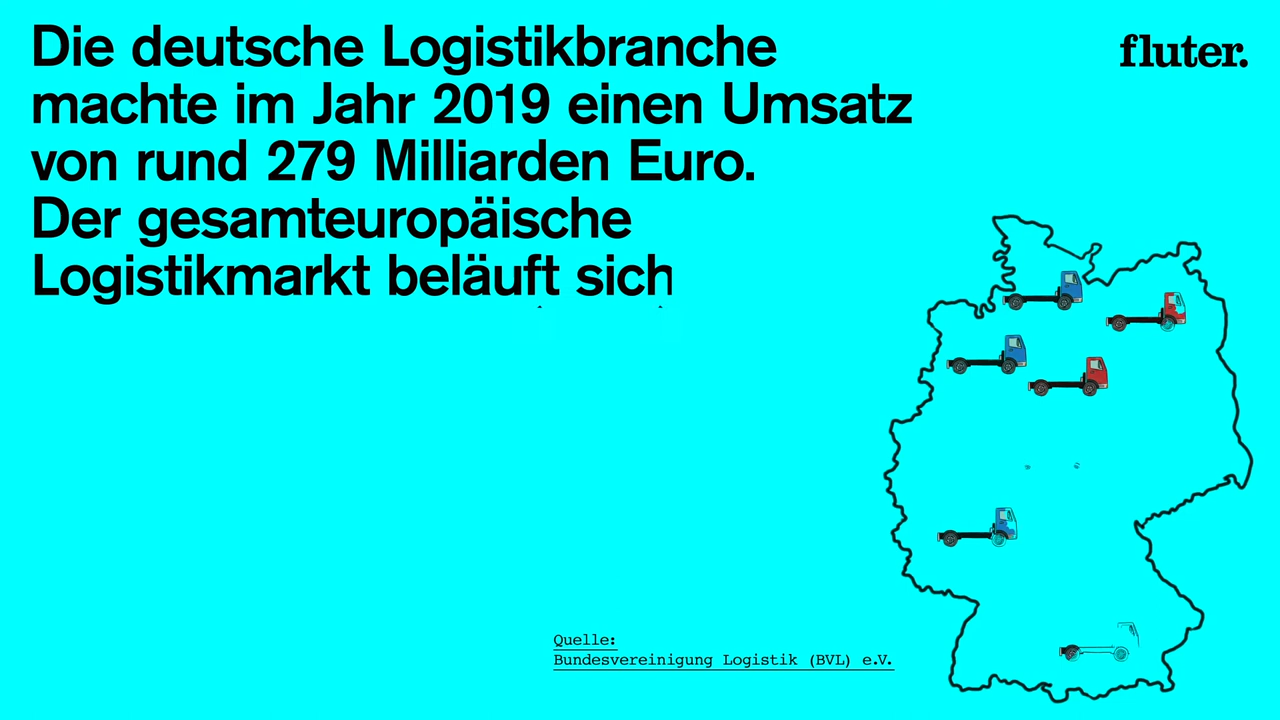 Die deutsche Logistikbranche
machte im Jahr 2019 einen Umsatz
von rund 279 Milliarden Euro.
Der gesamteuropäische
Logistikmarkt beläuft sich
fluter.
Quelle:
Bundesvereinigung Logistik (BVL) e.V.